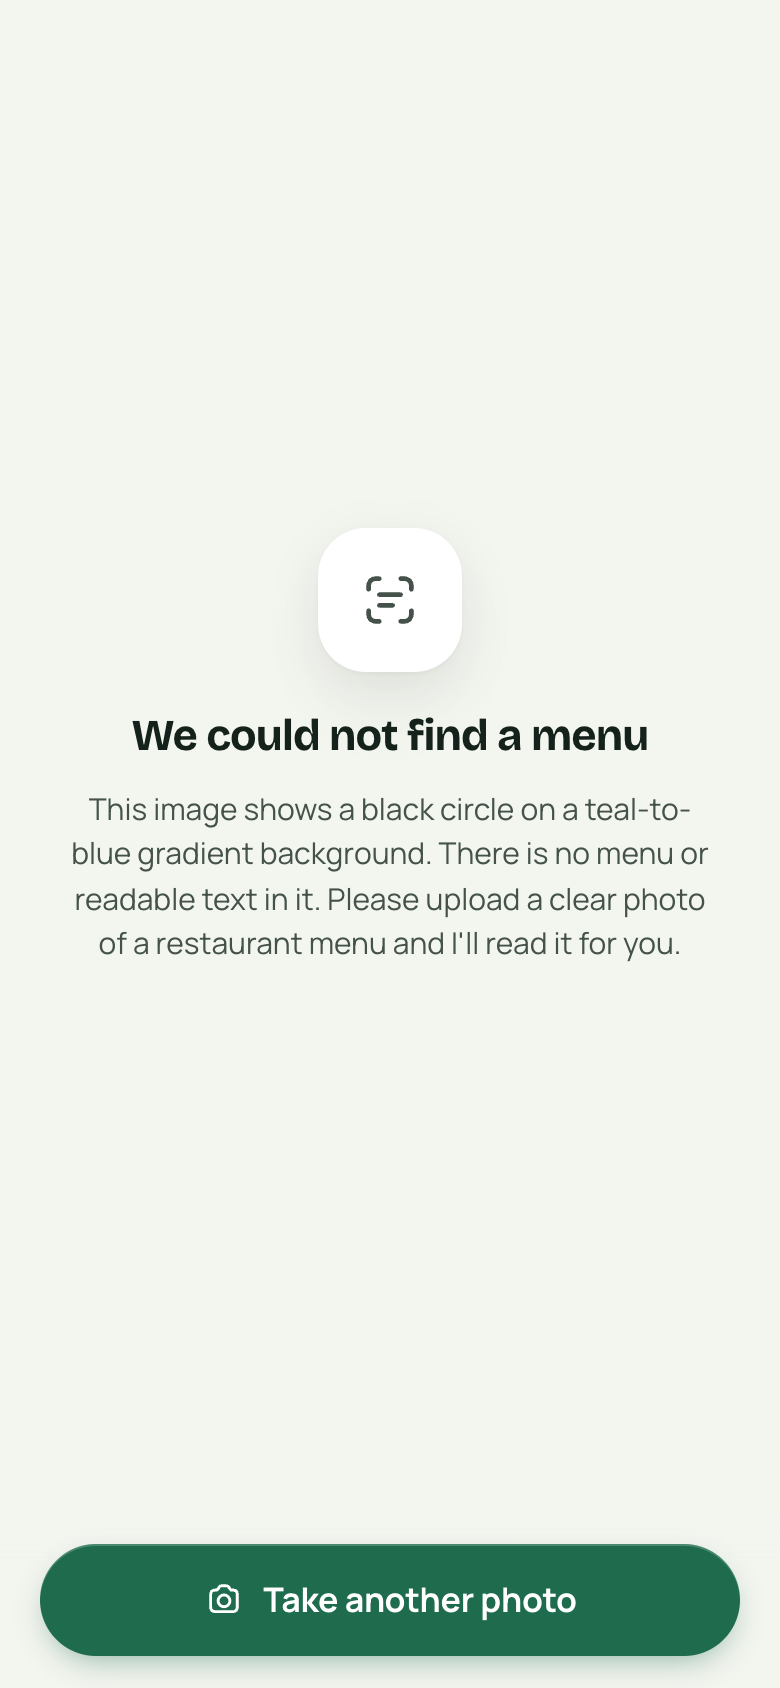 We could not find a menu
This image shows a black circle on a teal-to-
blue gradient background. There is no menu or
readable text in it. Please upload a clear photo
of a restaurant menu and I'll read it for you.
Take another photo